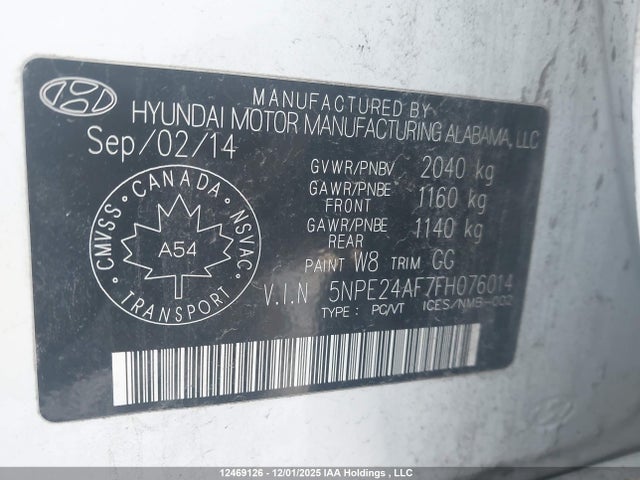 MANUFACTURED BY
HYUNDAI MOTOR MANUFACTURING ALABAMA, LLC
Sep/02/14
GVWR/PNBV 2040 kg
GAWR/PNBE FRONT 1160 kg
GAWR/PNBE REAR 1140 kg
PAINT W8 TRIM GG
V.I.N 5NPE24AF7FH076014
TYPE : PC/VT ICES/NMB-002
CANADA
CMVSS
NSVAC
A54
TRANSPORT
12469126 - 12/01/2025 IAA Holdings , LLC